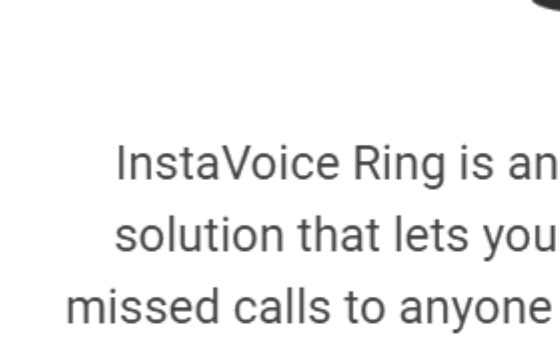 InstaVoice Ring is an
solution that lets you
missed calls to anyone